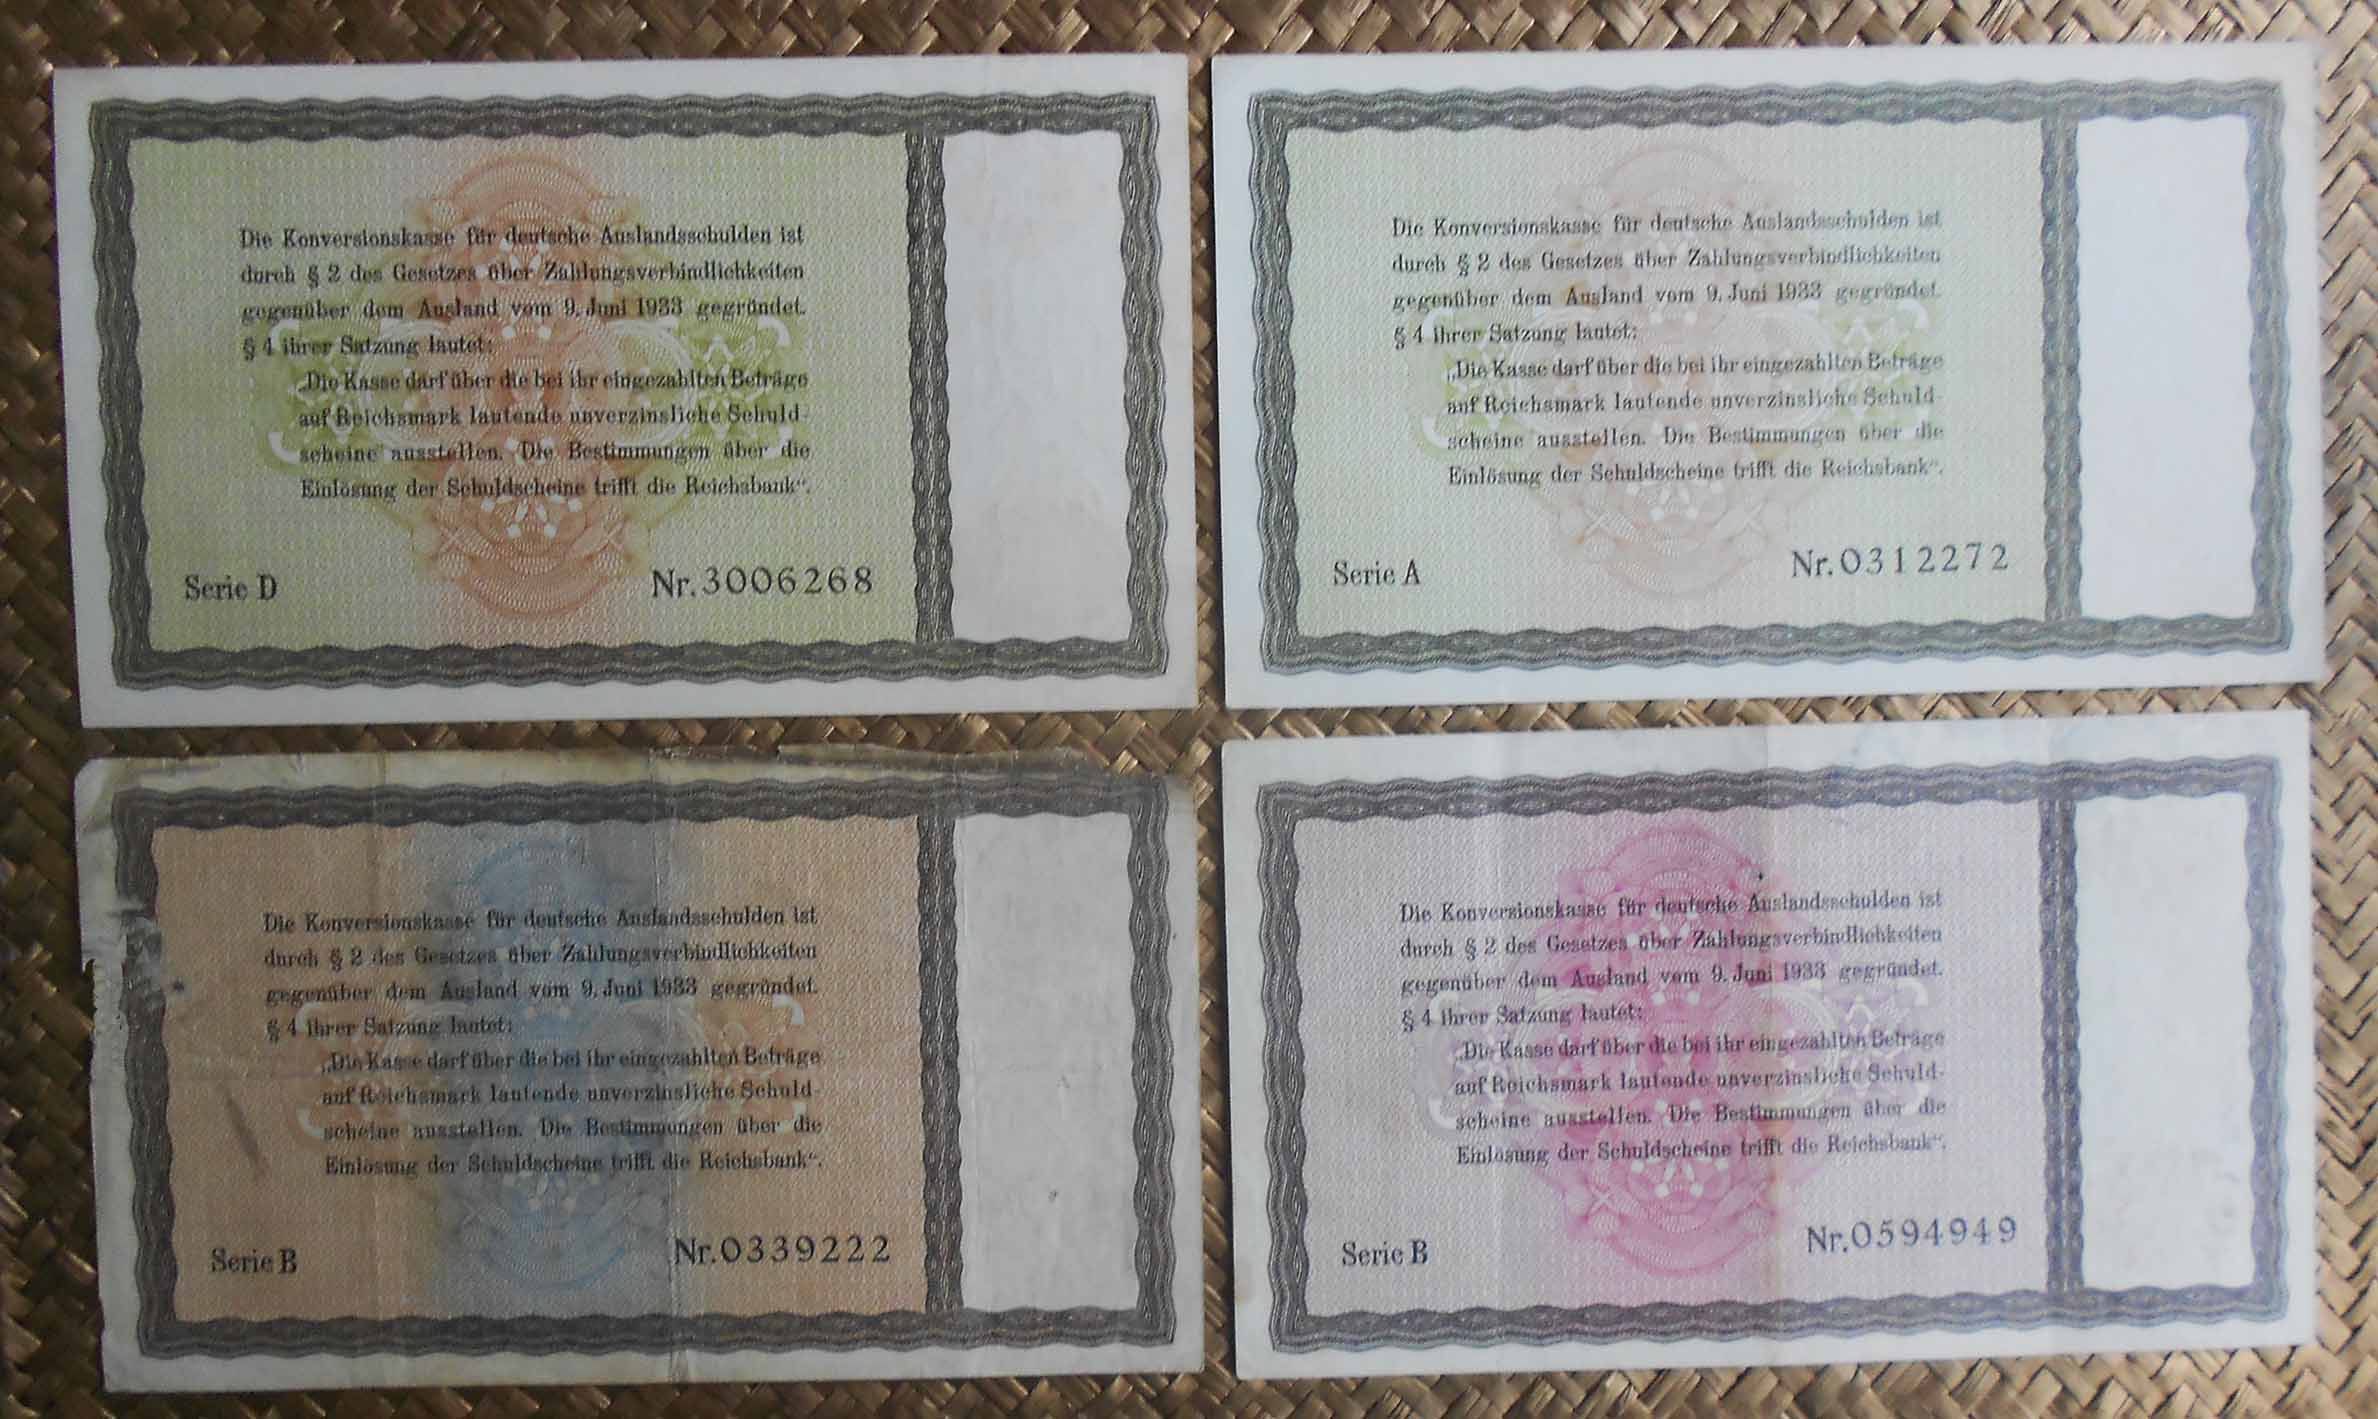 Die Konversionskasse für deutsche Auslandsschulden ist
durch § 2 des Gesetzes über Zahlungsverbindlichkeiten
gegenüber dem Ausland vom 9. Juni 1933 gegründet.
§ 4 ihrer Satzung lautet:
„Die Kasse darf über die bei ihr eingezahlten Beträge
auf Reichsmark lautende unverzinsliche Schuld-
scheine ausstellen. Die Bestimmungen über die
Einlösung der Schuldscheine trifft die Reichsbank“.
Serie D Nr. 3006268
Die Konversionskasse für deutsche Auslandsschulden ist
durch § 2 des Gesetzes über Zahlungsverbindlichkeiten
gegenüber dem Ausland vom 9. Juni 1933 gegründet.
§ 4 ihrer Satzung lautet:
„Die Kasse darf über die bei ihr eingezahlten Beträge
auf Reichsmark lautende unverzinsliche Schuld-
scheine ausstellen. Die Bestimmungen über die
Einlösung der Schuldscheine trifft die Reichsbank“.
Serie A Nr. 0312272
Die Konversionskasse für deutsche Auslandsschulden ist
durch § 2 des Gesetzes über Zahlungsverbindlichkeiten
gegenüber dem Ausland vom 9. Juni 1933 gegründet.
§ 4 ihrer Satzung lautet:
„Die Kasse darf über die bei ihr eingezahlten Beträge
auf Reichsmark lautende unverzinsliche Schuld-
scheine ausstellen. Die Bestimmungen über die
Einlösung der Schuldscheine trifft die Reichsbank“.
Serie B Nr. 0339222
Die Konversionskasse für deutsche Auslandsschulden ist
durch § 2 des Gesetzes über Zahlungsverbindlichkeiten
gegenüber dem Ausland vom 9. Juni 1933 gegründet.
§ 4 ihrer Satzung lautet:
„Die Kasse darf über die bei ihr eingezahlten Beträge
auf Reichsmark lautende unverzinsliche Schuld-
scheine ausstellen. Die Bestimmungen über die
Einlösung der Schuldscheine trifft die Reichsbank“.
Serie B Nr. 0594949